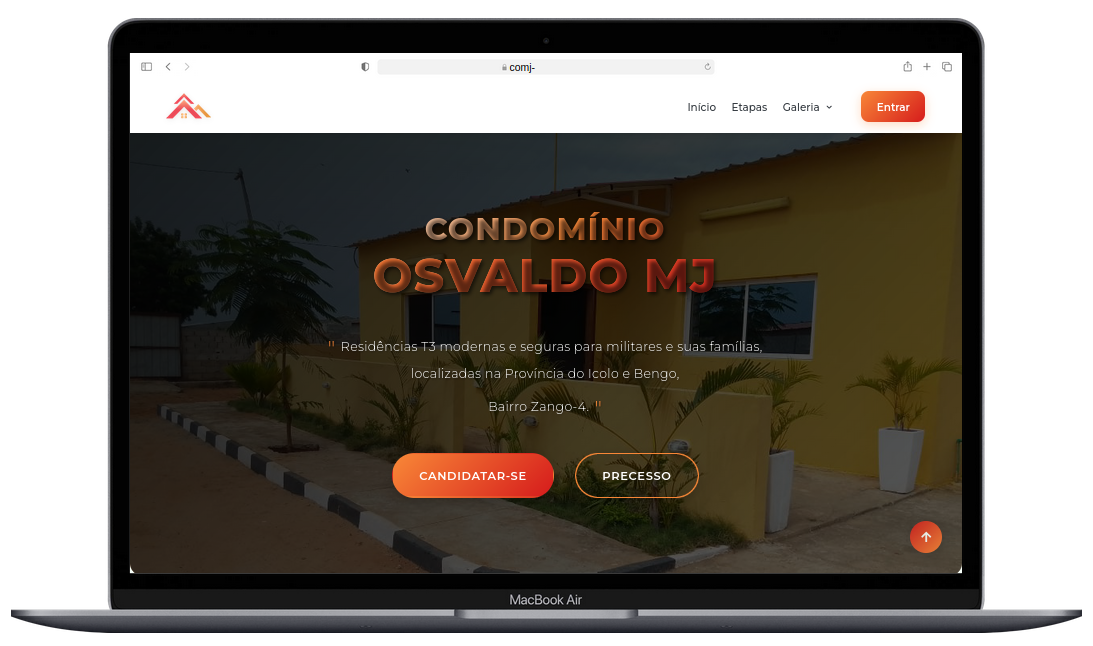 comj-
Início Etapas Galeria Entrar
CONDOMÍNIO
OSVALDO MJ
" Residências T3 modernas e seguras para militares e suas famílias,
localizadas na Província do Icolo e Bengo,
Bairro Zango-4. "
CANDIDATAR-SE PRECESSO
MacBook Air